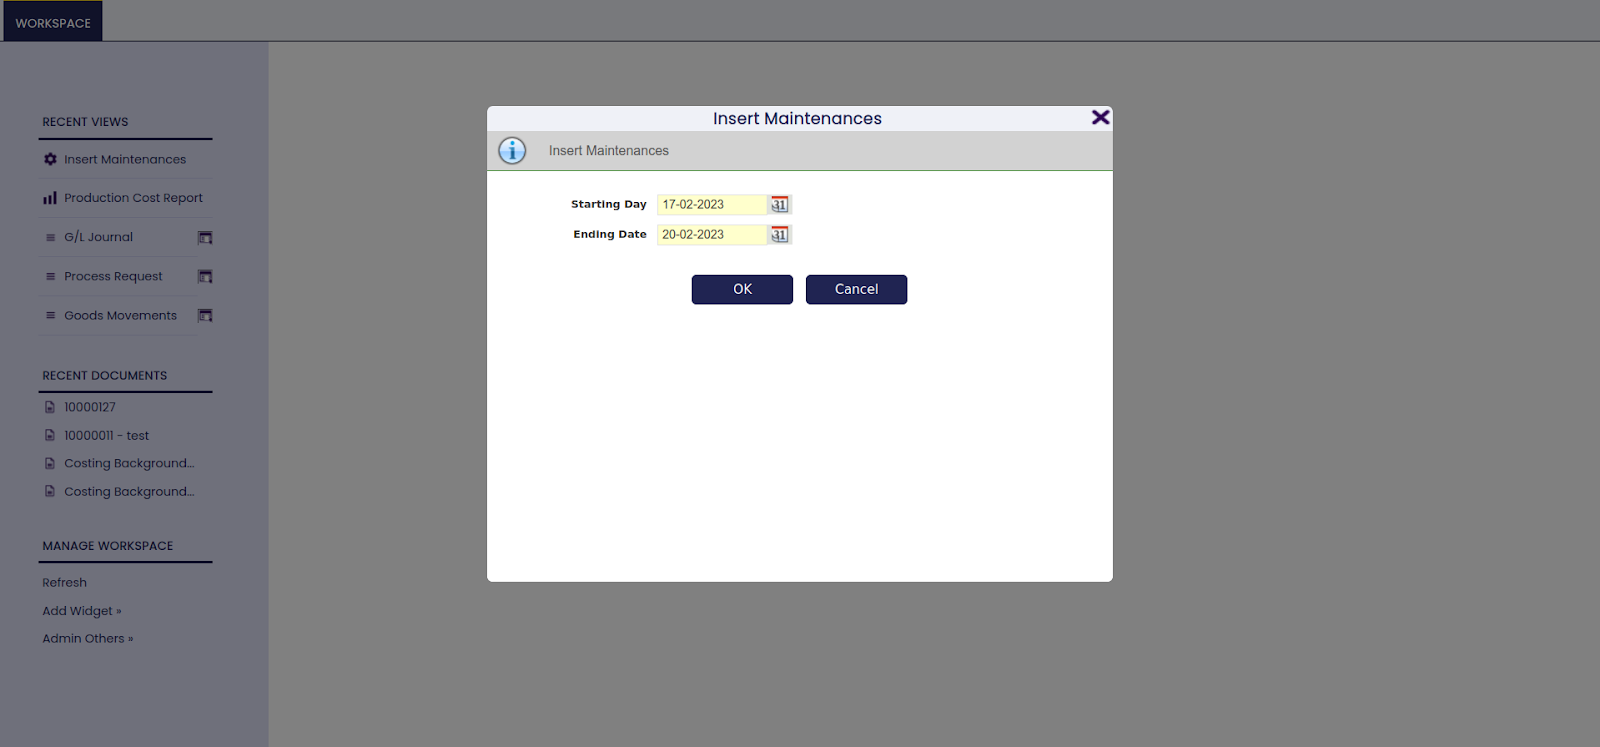 WORKSPACE
RECENT VIEWS
Insert Maintenances
Production Cost Report
G/L Journal
Process Request
Goods Movements
RECENT DOCUMENTS
10000127
10000011 - test
Costing Background...
Costing Background...
MANAGE WORKSPACE
Refresh
Add Widget »
Admin Others »
Insert Maintenances
Insert Maintenances
Starting Day 17-02-2023 31
Ending Date 20-02-2023 31
OK Cancel